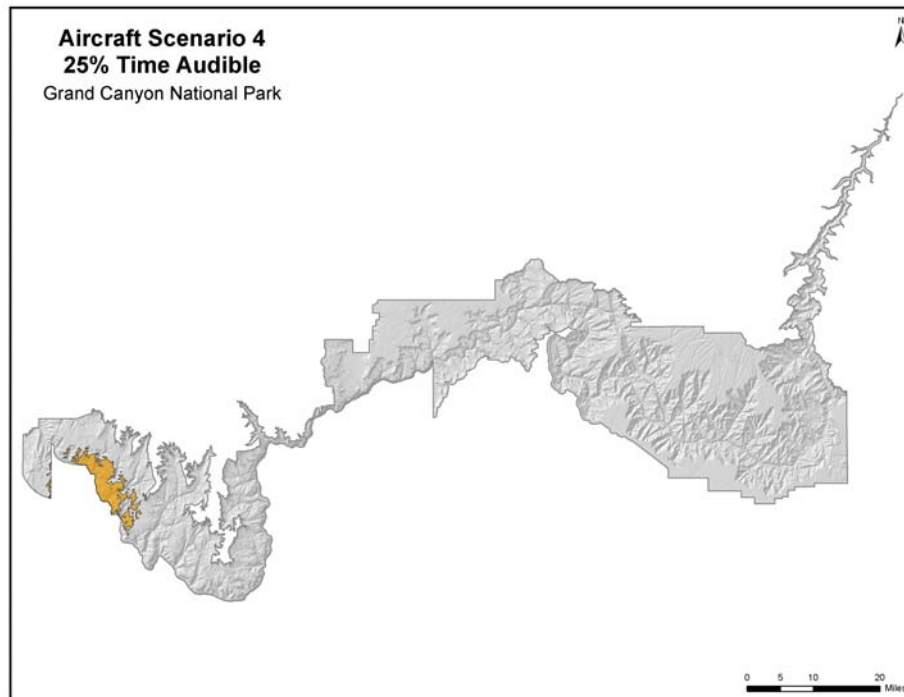 Aircraft Scenario 4
25% Time Audible
Grand Canyon National Park
N
0 5 10 20
Miles